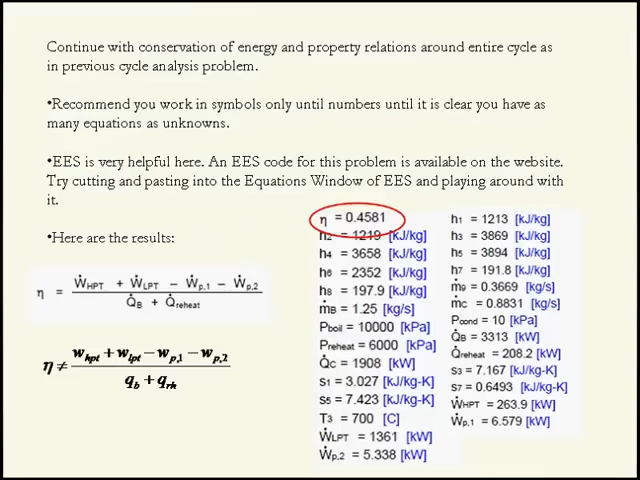 Continue with conservation of energy and property relations around entire cycle as
in previous cycle analysis problem.
•Recommend you work in symbols only until numbers until it is clear you have as
many equations as unknowns.
•EES is very helpful here. An EES code for this problem is available on the website.
Try cutting and pasting into the Equations Window of EES and playing around with
it.
•Here are the results:
η = (Ẇ_HPT + Ẇ_LPT − Ẇ_p,1 − Ẇ_p,2) / (Q̇_B + Q̇_reheat)
η ≠ (w_hpt + w_lpt − w_p,1 − w_p,2) / (q_b + q_rh)
η = 0.4581
h2 = 1219 [kJ/kg]
h4 = 3658 [kJ/kg]
h6 = 2352 [kJ/kg]
h8 = 197.9 [kJ/kg]
ṁB = 1.25 [kg/s]
Pboil = 10000 [kPa]
Preheat = 6000 [kPa]
Q̇C = 1908 [kW]
s1 = 3.027 [kJ/kg-K]
s5 = 7.423 [kJ/kg-K]
T3 = 700 [C]
ẆLPT = 1361 [kW]
Ẇp,2 = 5.338 [kW]
h1 = 1213 [kJ/kg]
h3 = 3869 [kJ/kg]
h5 = 3894 [kJ/kg]
h7 = 191.8 [kJ/kg]
ṁ9 = 0.3669 [kg/s]
ṁC = 0.8831 [kg/s]
Pcond = 10 [kPa]
Q̇B = 3313 [kW]
Q̇reheat = 208.2 [kW]
s3 = 7.167 [kJ/kg-K]
s7 = 0.6493 [kJ/kg-K]
ẆHPT = 263.9 [kW]
Ẇp,1 = 6.579 [kW]